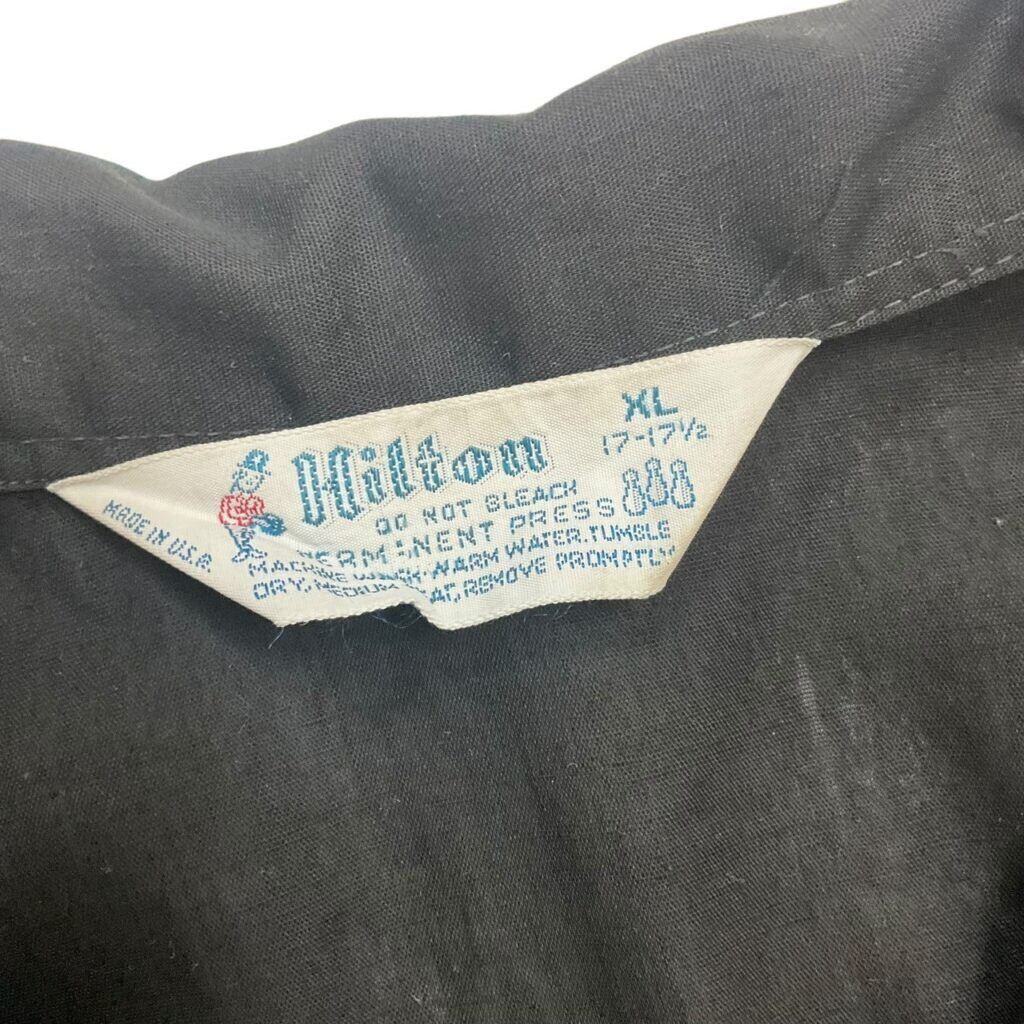 Hilton
XL
17-17½
DO NOT BLEACH
PERMANENT PRESS
MACHINE WASH, WARM WATER, TUMBLE
DRY, MEDIUM HEAT, REMOVE PROMPTLY
MADE IN U.S.A.